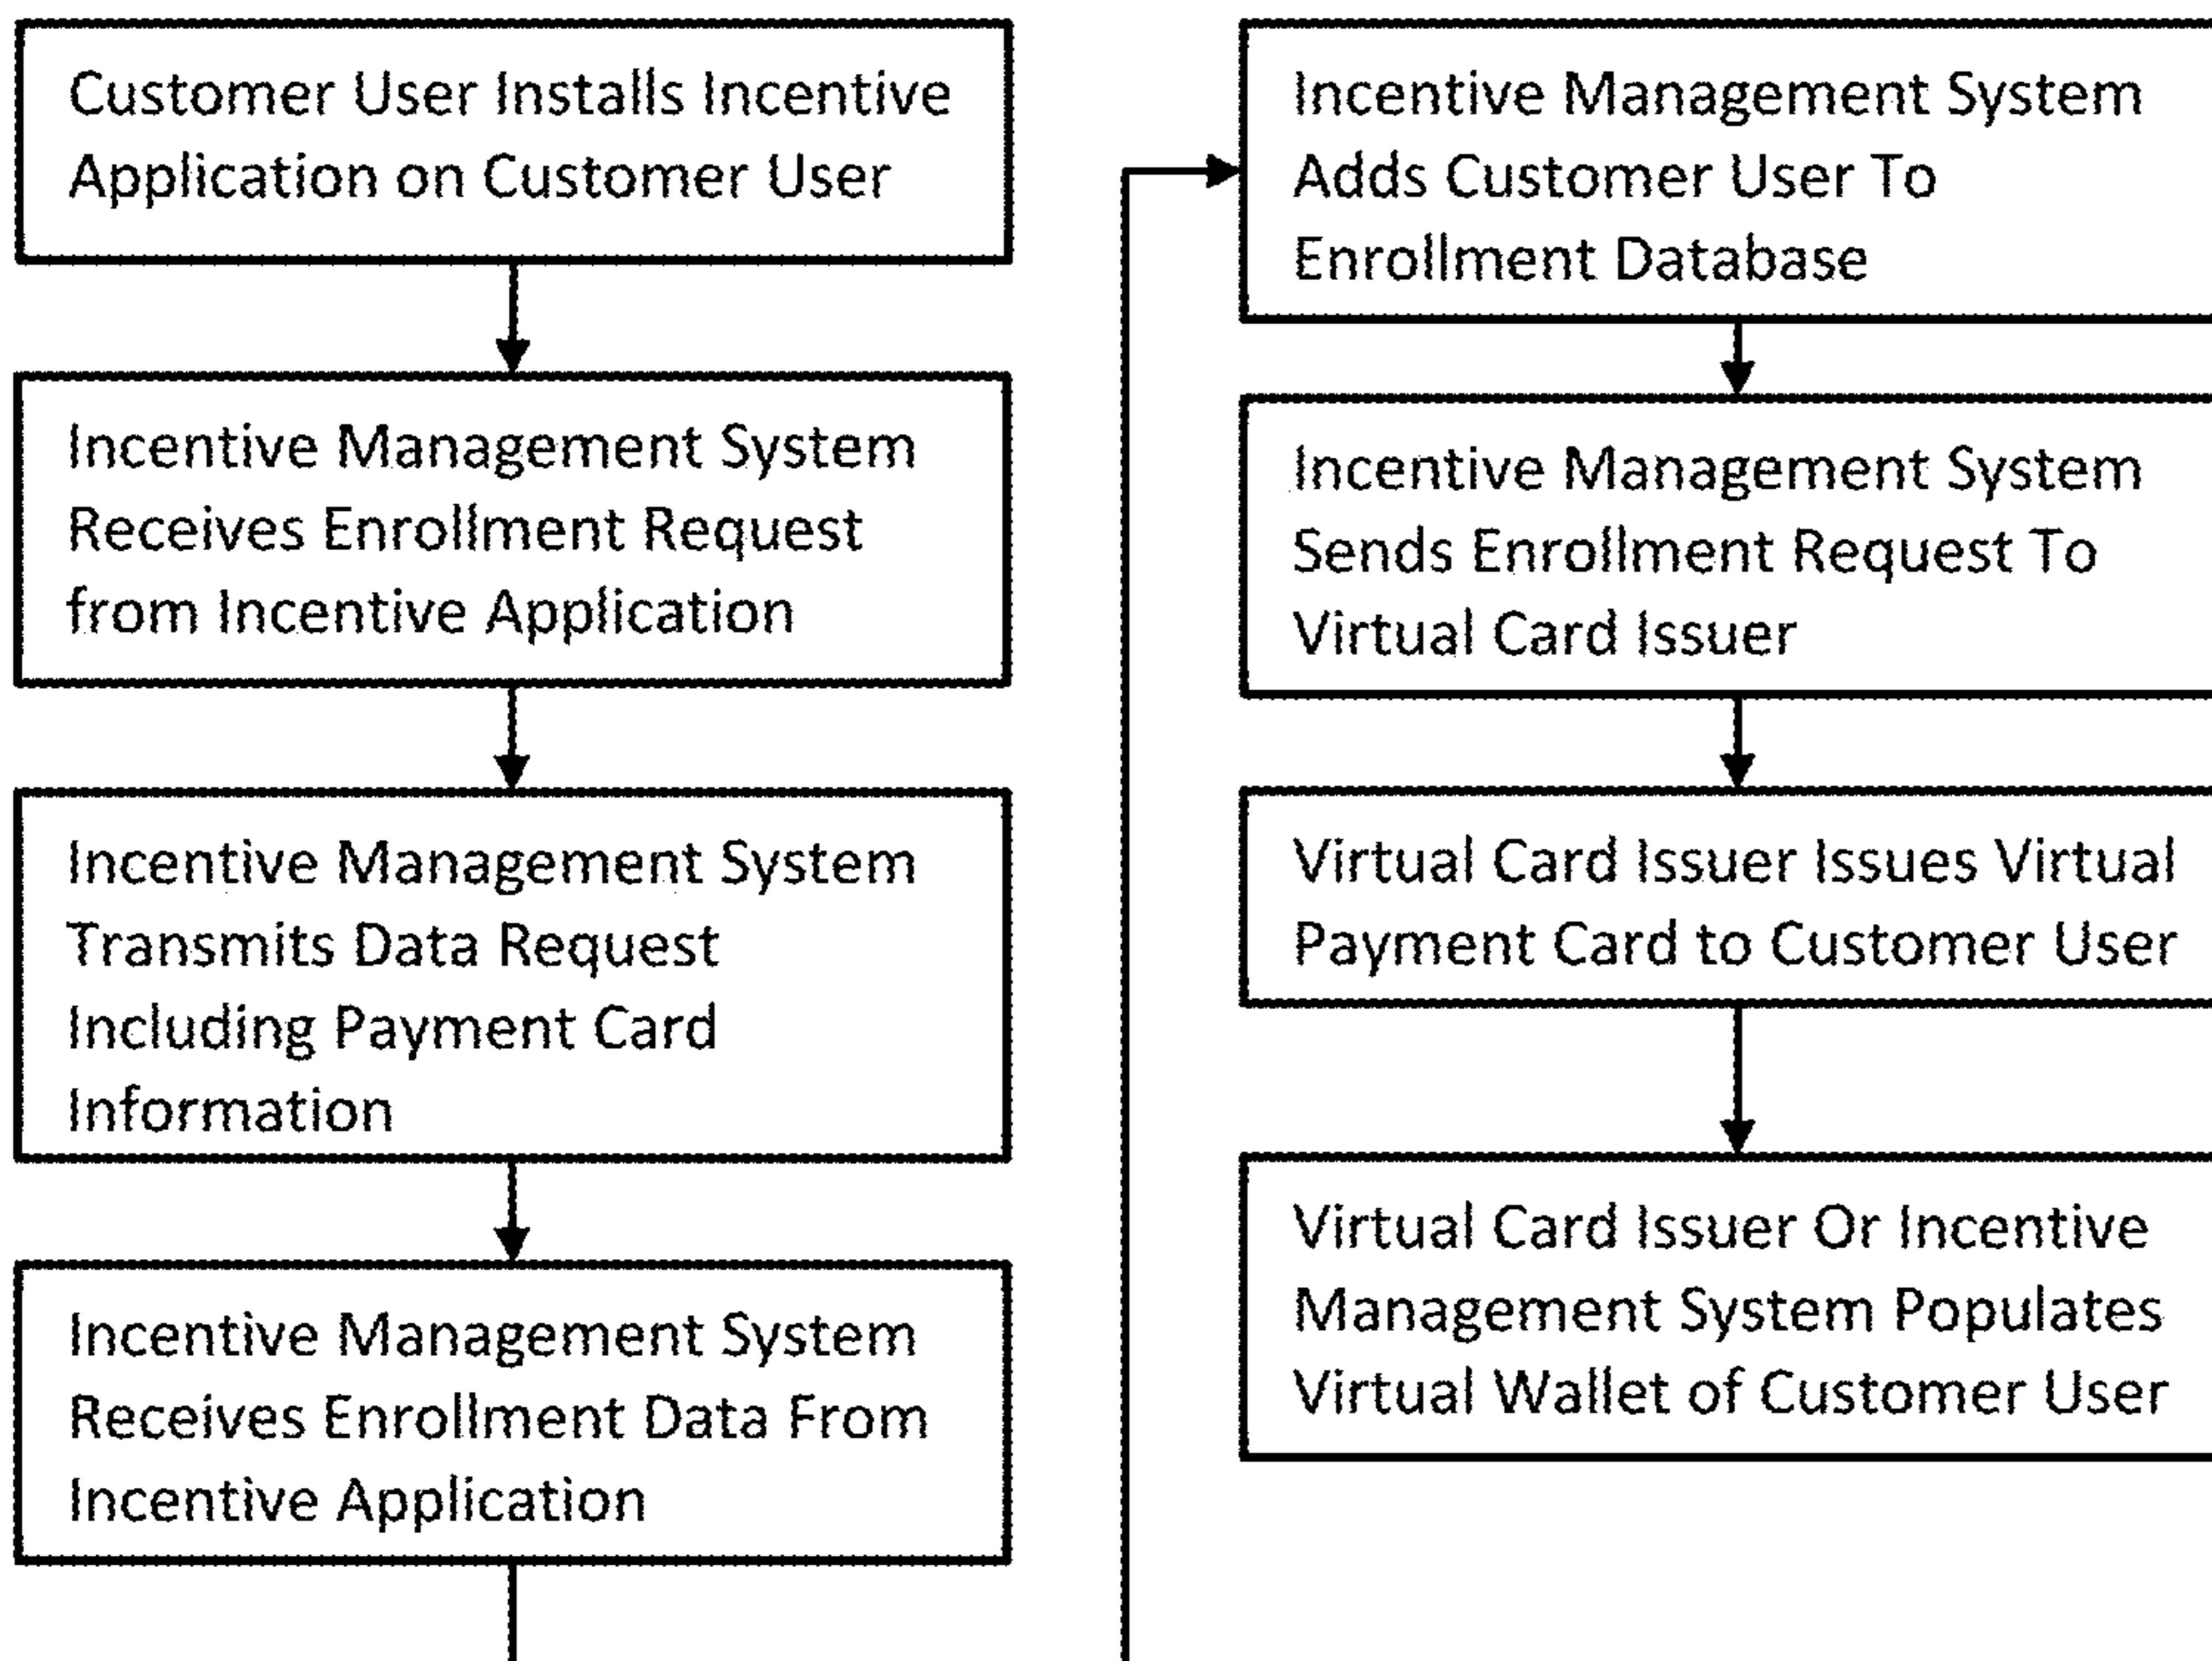 Customer User Installs Incentive
Application on Customer User
Incentive Management System
Receives Enrollment Request
from Incentive Application
Incentive Management System
Transmits Data Request
Including Payment Card
Information
Incentive Management System
Receives Enrollment Data From
Incentive Application
Incentive Management System
Adds Customer User To
Enrollment Database
Incentive Management System
Sends Enrollment Request To
Virtual Card Issuer
Virtual Card Issuer Issues Virtual
Payment Card to Customer User
Virtual Card Issuer Or Incentive
Management System Populates
Virtual Wallet of Customer User